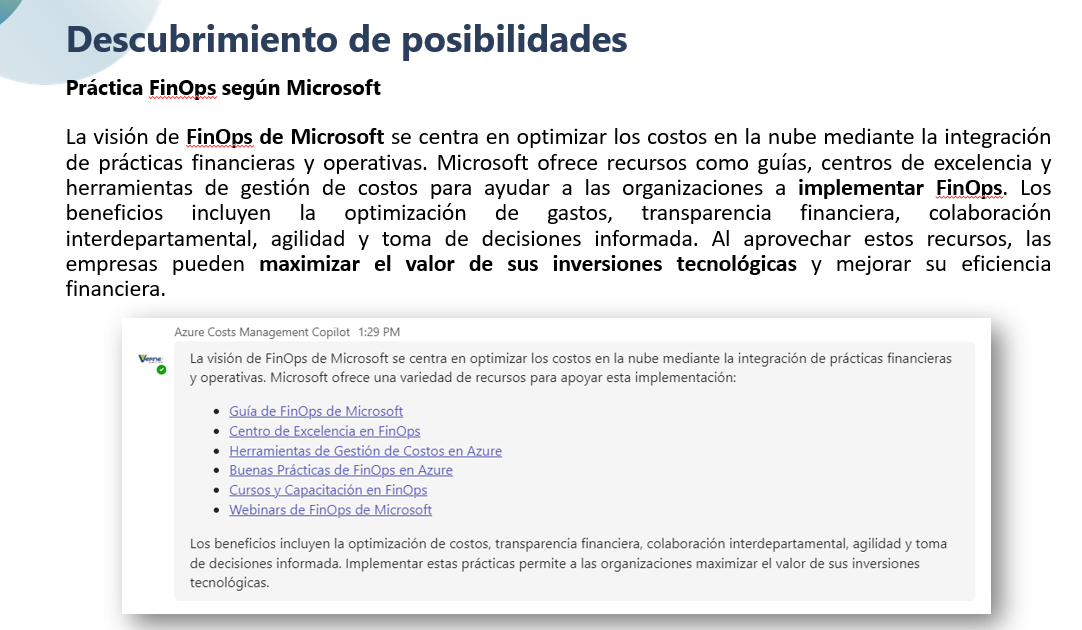 Descubrimiento de posibilidades
Práctica FinOps según Microsoft
La visión de FinOps de Microsoft se centra en optimizar los costos en la nube mediante la integración
de prácticas financieras y operativas. Microsoft ofrece recursos como guías, centros de excelencia y
herramientas de gestión de costos para ayudar a las organizaciones a implementar FinOps. Los
beneficios incluyen la optimización de gastos, transparencia financiera, colaboración
interdepartamental, agilidad y toma de decisiones informada. Al aprovechar estos recursos, las
empresas pueden maximizar el valor de sus inversiones tecnológicas y mejorar su eficiencia
financiera.
Azure Costs Management Copilot 1:29 PM
Verne
La visión de FinOps de Microsoft se centra en optimizar los costos en la nube mediante la integración de prácticas financieras
y operativas. Microsoft ofrece una variedad de recursos para apoyar esta implementación:
• Guía de FinOps de Microsoft
• Centro de Excelencia en FinOps
• Herramientas de Gestión de Costos en Azure
• Buenas Prácticas de FinOps en Azure
• Cursos y Capacitación en FinOps
• Webinars de FinOps de Microsoft
Los beneficios incluyen la optimización de costos, transparencia financiera, colaboración interdepartamental, agilidad y toma
de decisiones informada. Implementar estas prácticas permite a las organizaciones maximizar el valor de sus inversiones
tecnológicas.